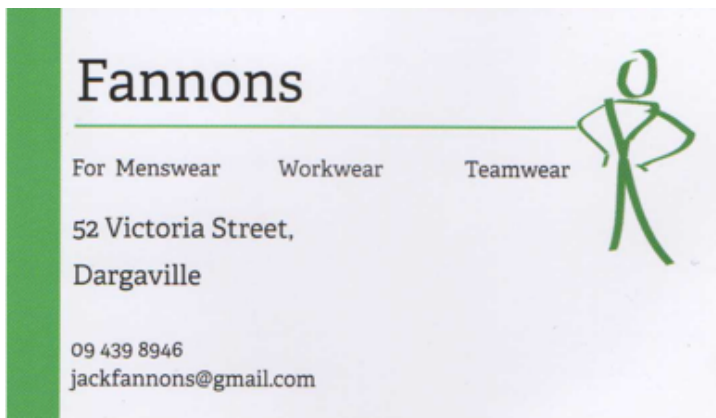 Fannons
For Menswear Workwear Teamwear
52 Victoria Street,
Dargaville
09 439 8946
jackfannons@gmail.com